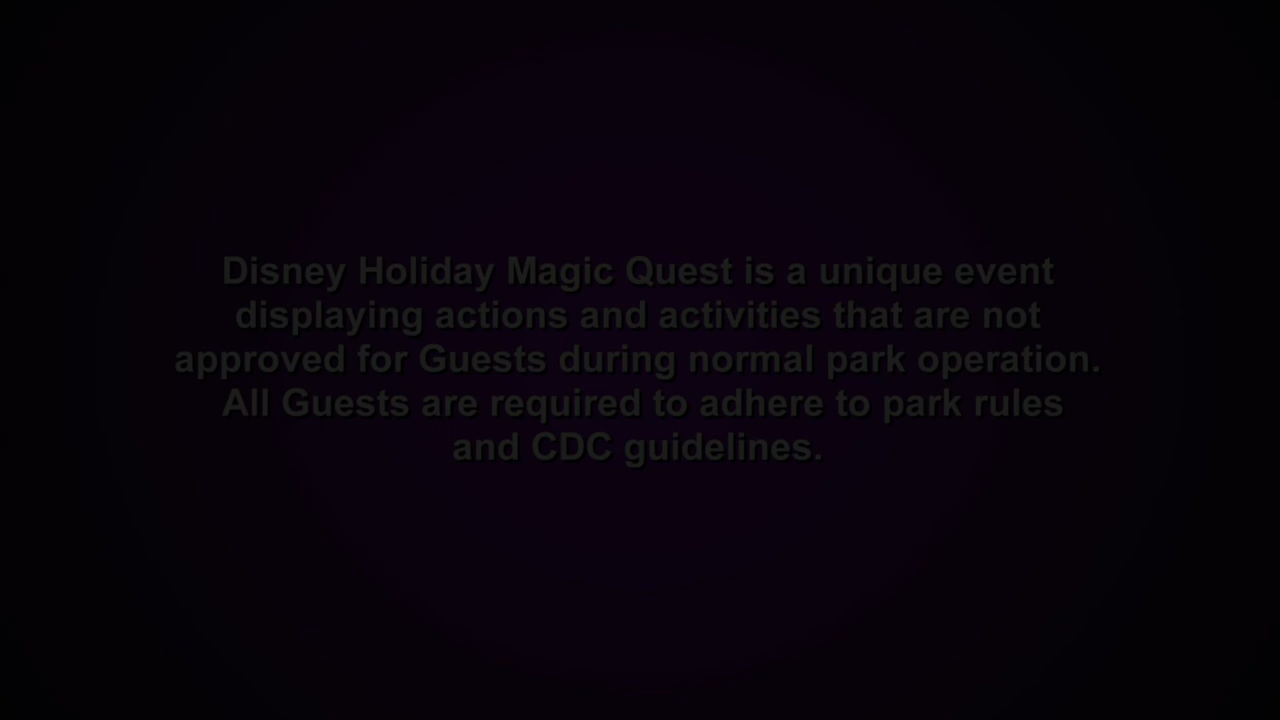 Disney Holiday Magic Quest is a unique event
displaying actions and activities that are not
approved for Guests during normal park operation.
All Guests are required to adhere to park rules
and CDC guidelines.